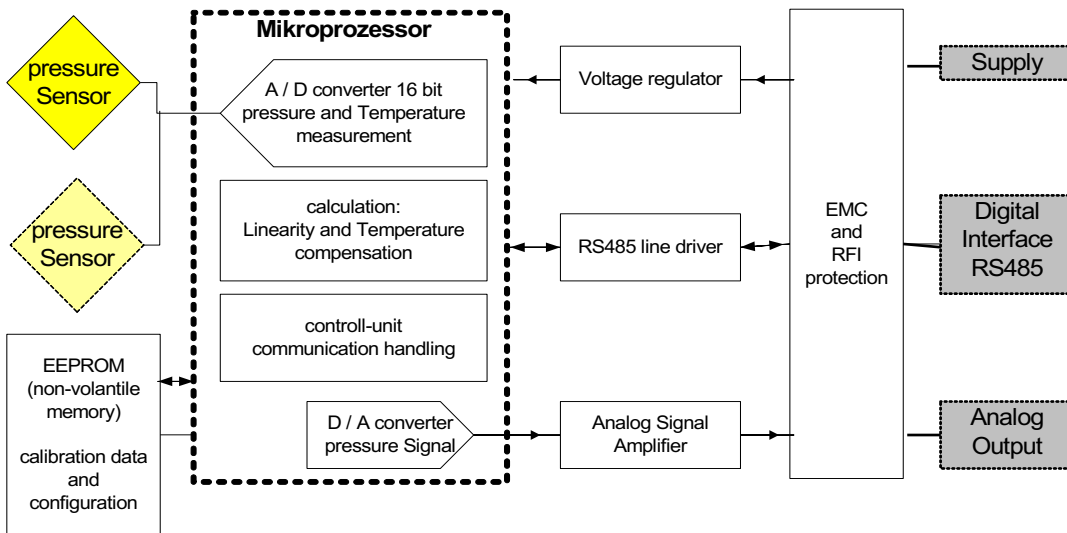 Mikroprozessor
pressure
Sensor
A / D converter 16 bit
pressure and Temperature
measurement
Voltage regulator
Supply
pressure
Sensor
calculation:
Linearity and Temperature
compensation
RS485 line driver
EMC
and
RFI
protection
Digital
Interface
RS485
controll-unit
communication handling
EEPROM
(non-volantile
memory)
calibration data
and
configuration
D / A converter
pressure Signal
Analog Signal
Amplifier
Analog
Output